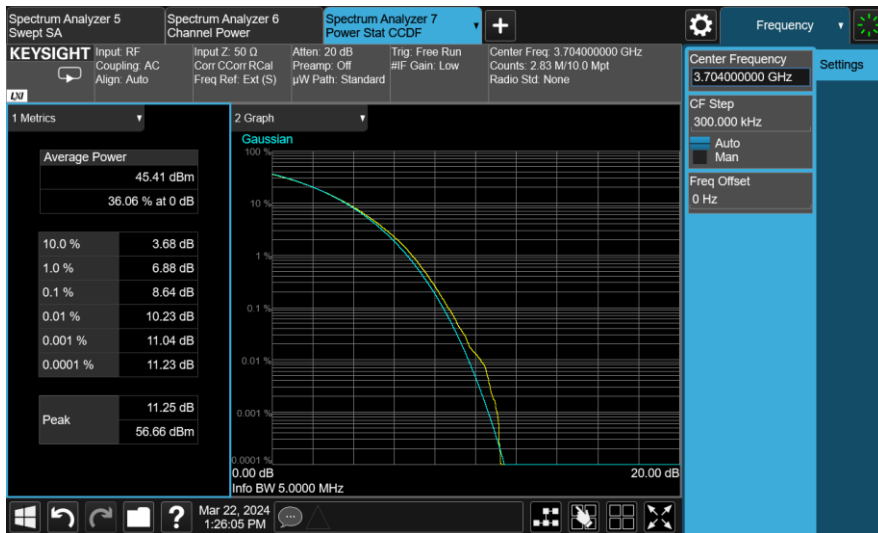 Spectrum Analyzer 5
Swept SA
Spectrum Analyzer 6
Channel Power
Spectrum Analyzer 7
Power Stat CCDF
Frequency
KEYSIGHT
LXI
Input: RF
Coupling: AC
Align: Auto
Input Z: 50 Ω
Corr CCorr RCal
Freq Ref: Ext (S)
Atten: 20 dB
Preamp: Off
µW Path: Standard
Trig: Free Run
#IF Gain: Low
Center Freq: 3.704000000 GHz
Counts: 2.83 M/10.0 Mpt
Radio Std: None
Center Frequency
3.704000000 GHz
Settings
CF Step
300.000 kHz
Auto
Man
Freq Offset
0 Hz
1 Metrics
Average Power
45.41 dBm
36.06 % at 0 dB
10.0 % 3.68 dB
1.0 % 6.88 dB
0.1 % 8.64 dB
0.01 % 10.23 dB
0.001 % 11.04 dB
0.0001 % 11.23 dB
Peak
11.25 dB
56.66 dBm
2 Graph
Gaussian
100 %
10 %
1 %
0.1 %
0.01 %
0.001 %
0.0001 %
0.00 dB 20.00 dB
Info BW 5.0000 MHz
Mar 22, 2024
1:26:05 PM